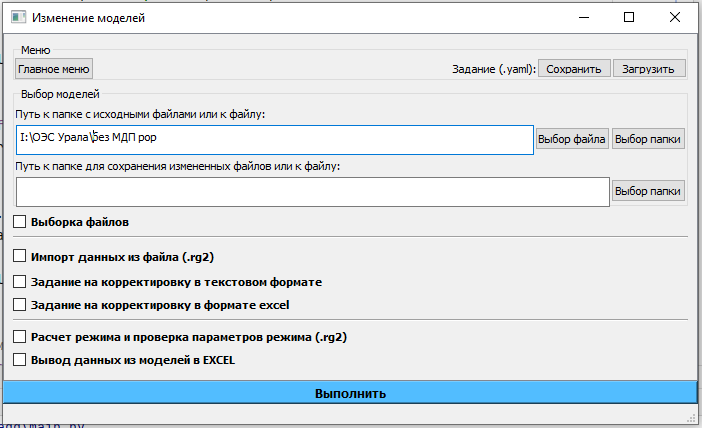 Изменение моделей
Меню
Главное меню
Задание (.yaml): Сохранить Загрузить
Выбор моделей
Путь к папке с исходными файлами или к файлу:
I:\ОЭС Урала\без МДП рор Выбор файла Выбор папки
Путь к папке для сохранения измененных файлов или к файлу:
Выбор папки
Выборка файлов
Импорт данных из файла (.rg2)
Задание на корректировку в текстовом формате
Задание на корректировку в формате excel
Расчет режима и проверка параметров режима (.rg2)
Вывод данных из моделей в EXCEL
Выполнить